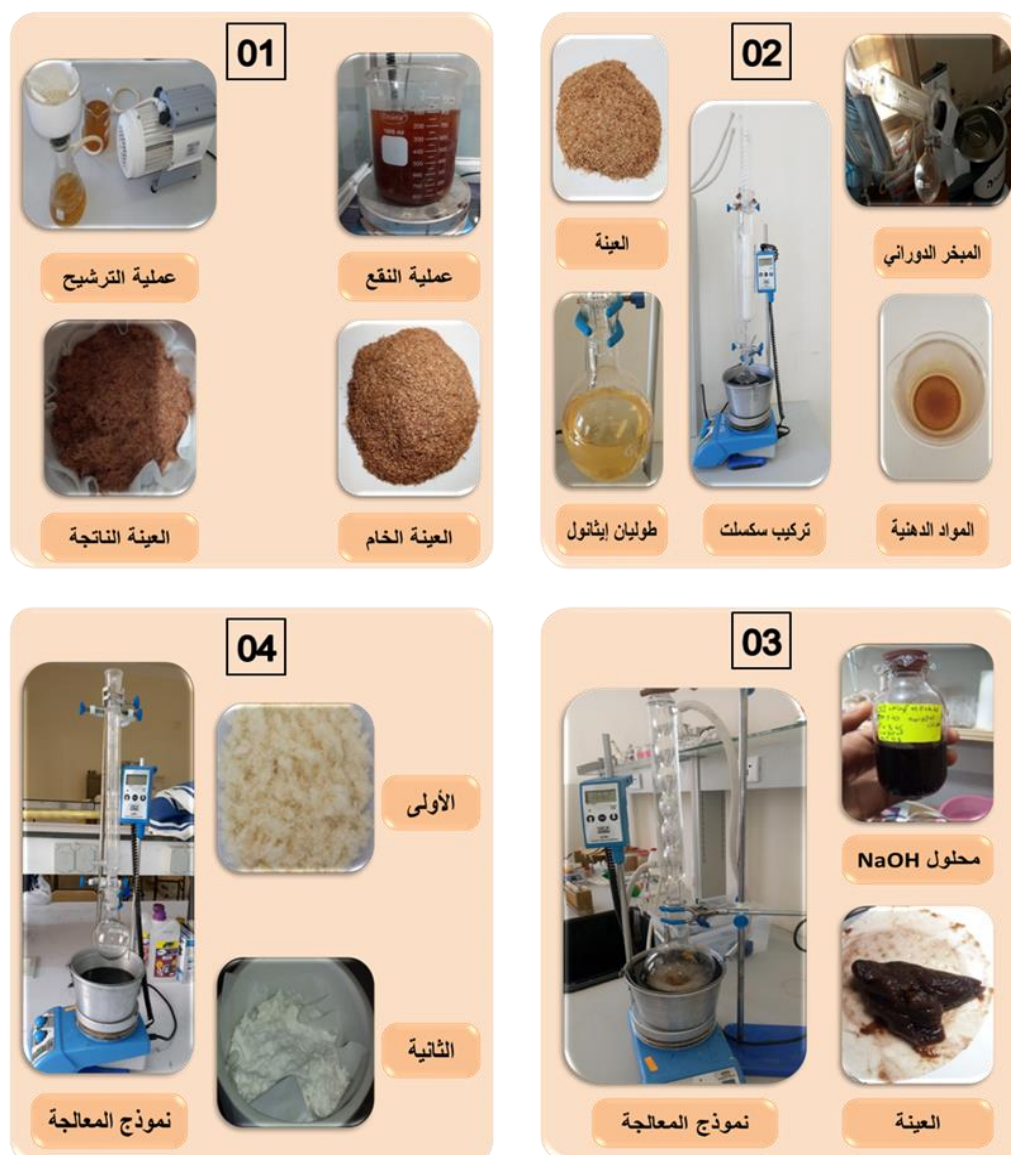 01
عملية الترشيح
عملية النقع
العينة الناتجة
العينة الخام
02
العينة
المبخر الدوراني
طوليان إيثانول
تركيب سكسلت
المواد الدهنية
04
الأولى
الثانية
نموذج المعالجة
03
محلول NaOH
نموذج المعالجة
العينة